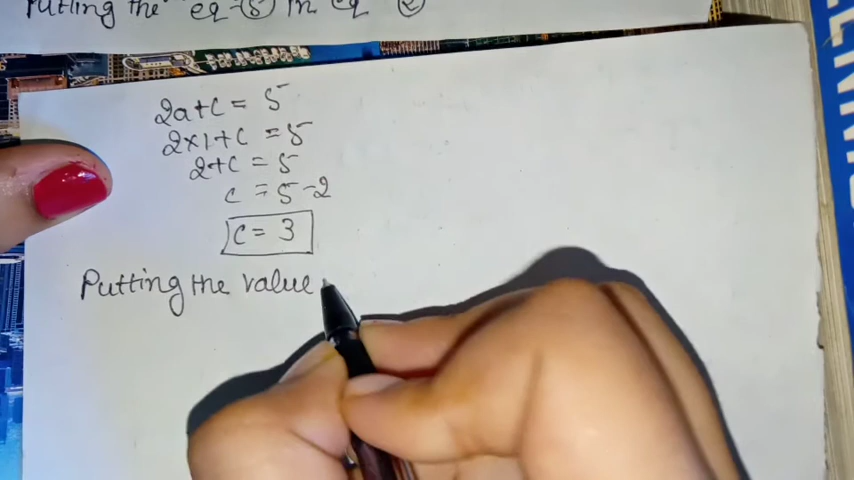 Putting the eq-⑤ in eq ②
2a+c = 5
2×1+c = 5
2+c = 5
c = 5-2
c = 3
Putting the value